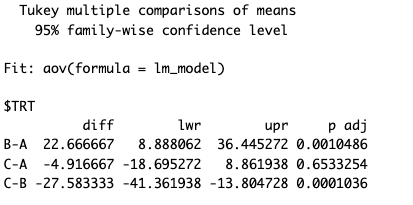 Tukey multiple comparisons of means
95% family-wise confidence level
Fit: aov(formula = lm_model)
$TRT
diff lwr upr p adj
B-A 22.666667 8.888062 36.445272 0.0010486
C-A -4.916667 -18.695272 8.861938 0.6533254
C-B -27.583333 -41.361938 -13.804728 0.0001036